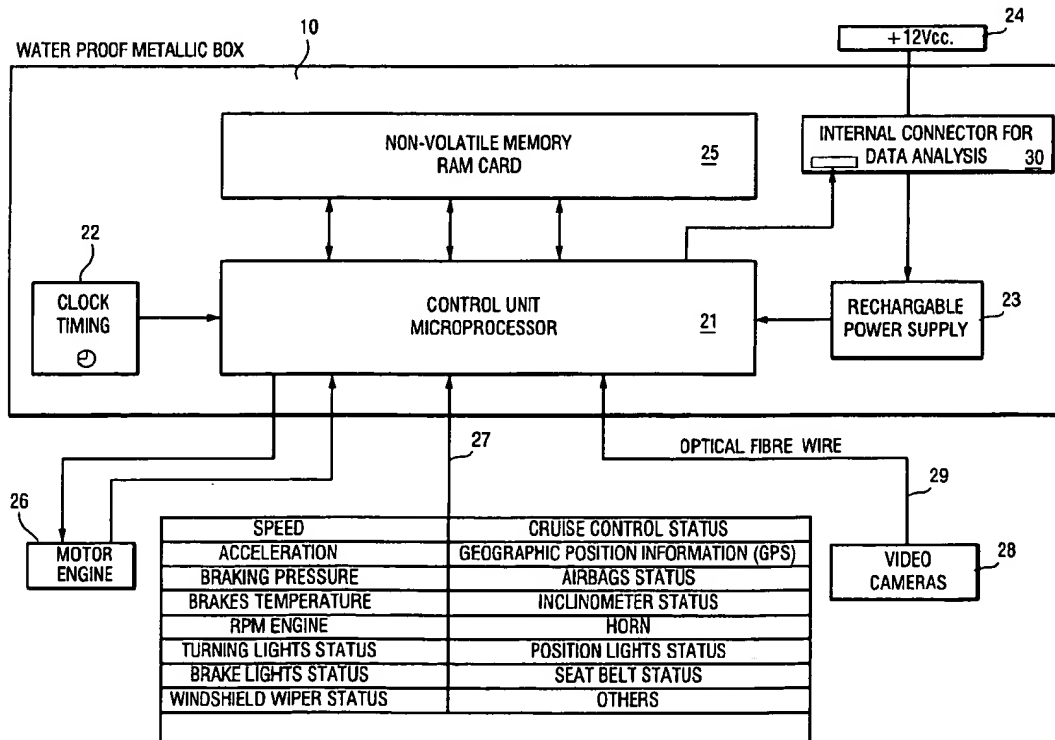 24
+12Vcc.
10
WATER PROOF METALLIC BOX
NON-VOLATILE MEMORY
RAM CARD
25
INTERNAL CONNECTOR FOR
DATA ANALYSIS
30
22
CLOCK
TIMING
CONTROL UNIT
MICROPROCESSOR
21
RECHARGABLE
POWER SUPPLY
23
27
OPTICAL FIBRE WIRE
29
26
MOTOR
ENGINE
SPEED
CRUISE CONTROL STATUS
ACCELERATION
GEOGRAPHIC POSITION INFORMATION (GPS)
BRAKING PRESSURE
AIRBAGS STATUS
BRAKES TEMPERATURE
INCLINOMETER STATUS
RPM ENGINE
HORN
TURNING LIGHTS STATUS
POSITION LIGHTS STATUS
BRAKE LIGHTS STATUS
SEAT BELT STATUS
WINDSHIELD WIPER STATUS
OTHERS
VIDEO
CAMERAS
28